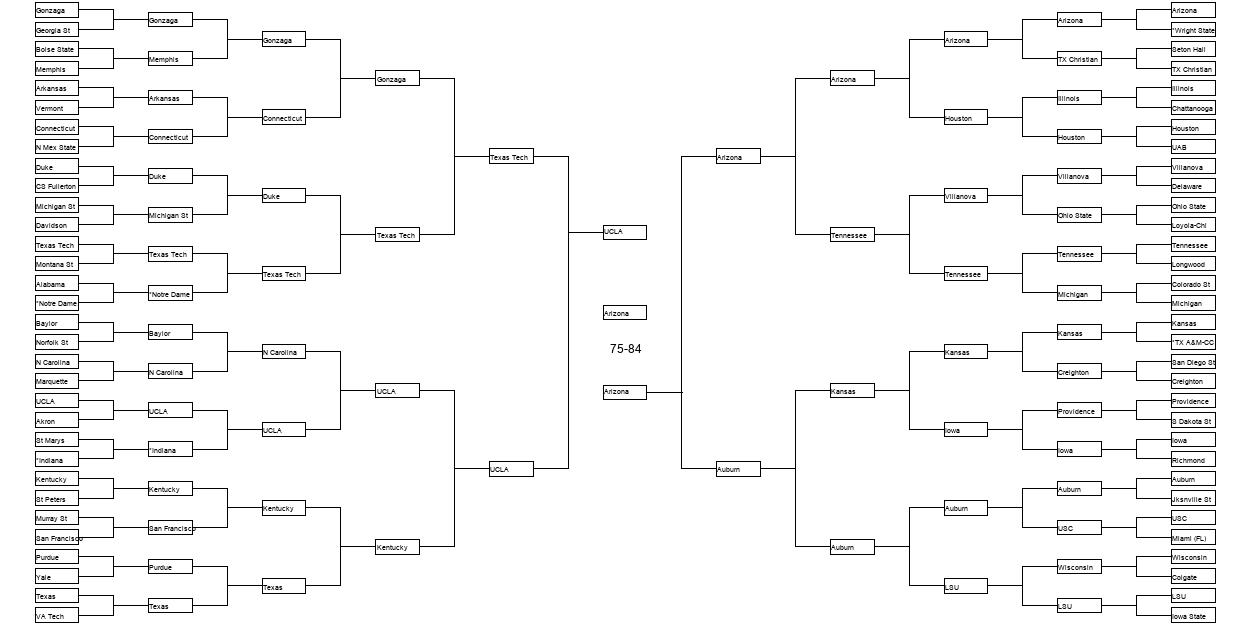 Gonzaga
Georgia St
Boise State
Memphis
Arkansas
Vermont
Connecticut
N Mex State
Duke
CS Fullerton
Michigan St
Davidson
Texas Tech
Montana St
Alabama
*Notre Dame
Baylor
Norfolk St
N Carolina
Marquette
UCLA
Akron
St Marys
*Indiana
Kentucky
St Peters
Murray St
San Francisco
Purdue
Yale
Texas
VA Tech
Gonzaga
Memphis
Arkansas
Connecticut
Duke
Michigan St
Texas Tech
*Notre Dame
Baylor
N Carolina
UCLA
*Indiana
Kentucky
San Francisco
Purdue
Texas
Gonzaga
Connecticut
Duke
Texas Tech
N Carolina
UCLA
Kentucky
Texas
Gonzaga
Texas Tech
UCLA
Kentucky
Texas Tech
UCLA
UCLA
Arizona
75-84
Arizona
Arizona
Auburn
Arizona
Tennessee
Kansas
Auburn
Arizona
Houston
Villanova
Tennessee
Kansas
Iowa
Auburn
LSU
Arizona
TX Christian
Illinois
Houston
Villanova
Ohio State
Tennessee
Michigan
Kansas
Creighton
Providence
Iowa
Auburn
USC
Wisconsin
LSU
Arizona
*Wright State
Seton Hall
TX Christian
Illinois
Chattanooga
Houston
UAB
Villanova
Delaware
Ohio State
Loyola-Chi
Tennessee
Longwood
Colorado St
Michigan
Kansas
*TX A&M-CC
San Diego St
Creighton
Providence
S Dakota St
Iowa
Richmond
Auburn
Jksnville St
USC
Miami (FL)
Wisconsin
Colgate
LSU
Iowa State